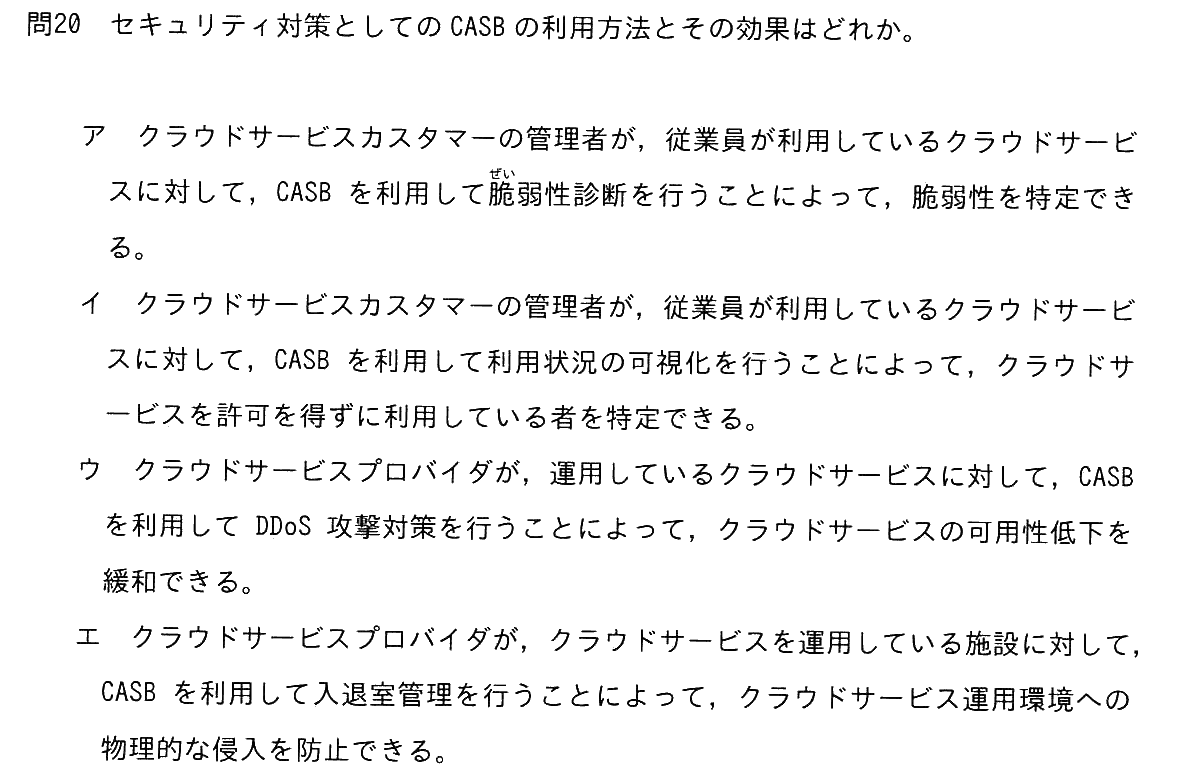 問20 セキュリティ対策としての CASB の利用方法とその効果はどれか。
ア クラウドサービスカスタマーの管理者が，従業員が利用しているクラウドサービ
スに対して，CASB を利用して脆弱性診断を行うことによって，脆弱性を特定でき
ぜい
る。
イ クラウドサービスカスタマーの管理者が，従業員が利用しているクラウドサービ
スに対して，CASB を利用して利用状況の可視化を行うことによって，クラウドサ
ービスを許可を得ずに利用している者を特定できる。
ウ クラウドサービスプロバイダが，運用しているクラウドサービスに対して，CASB
を利用して DDoS 攻撃対策を行うことによって，クラウドサービスの可用性低下を
緩和できる。
エ クラウドサービスプロバイダが，クラウドサービスを運用している施設に対して，
CASB を利用して入退室管理を行うことによって，クラウドサービス運用環境への
物理的な侵入を防止できる。